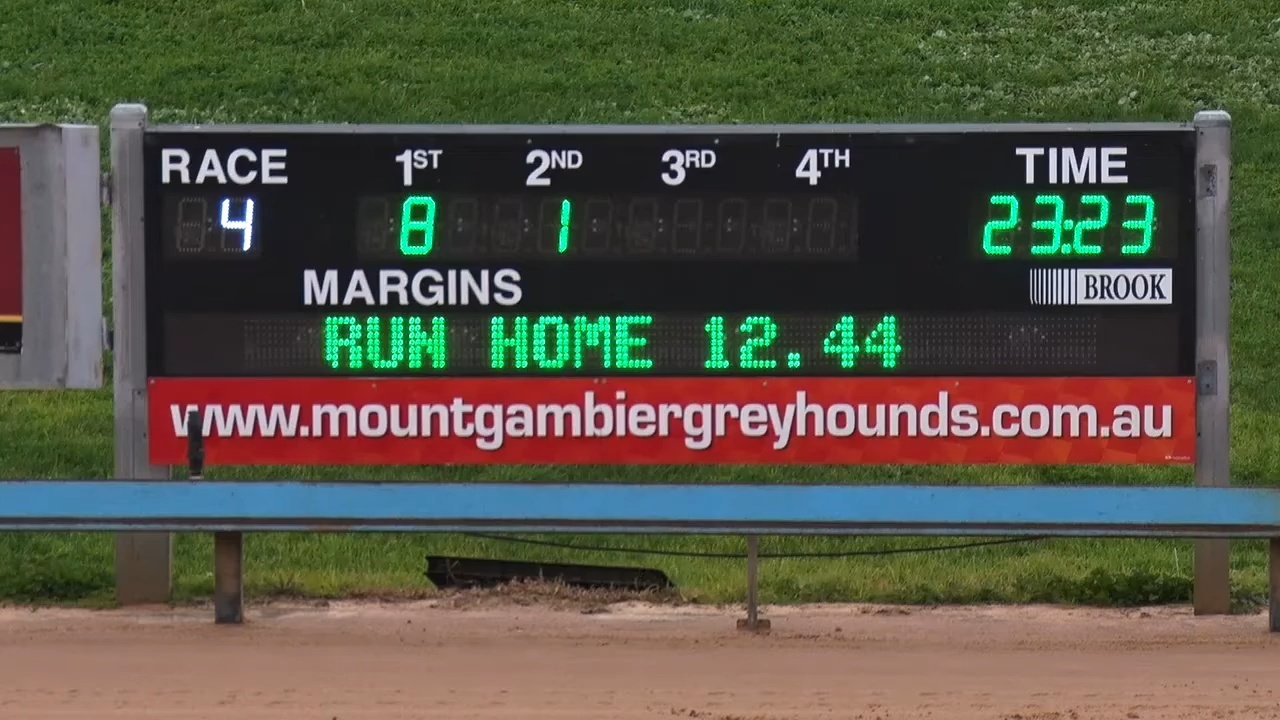 RACE 1ST 2ND 3RD 4TH TIME
4 8 1 23:23
MARGINS BROOK
RUN HOME 12.44
www.mountgambiergreyhounds.com.au